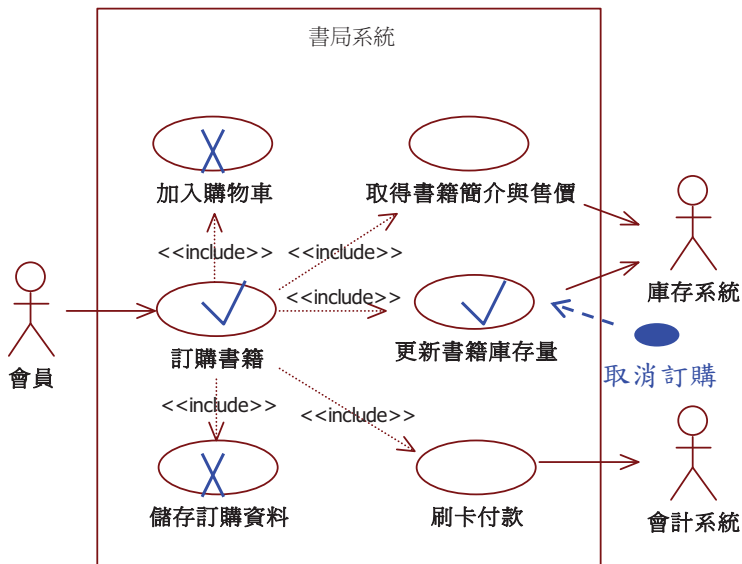 書局系統
加入購物車
取得書籍簡介與售價
<<include>>
<<include>>
<<include>>
庫存系統
會員
訂購書籍
更新書籍庫存量
取消訂購
<<include>>
<<include>>
儲存訂購資料
刷卡付款
會計系統